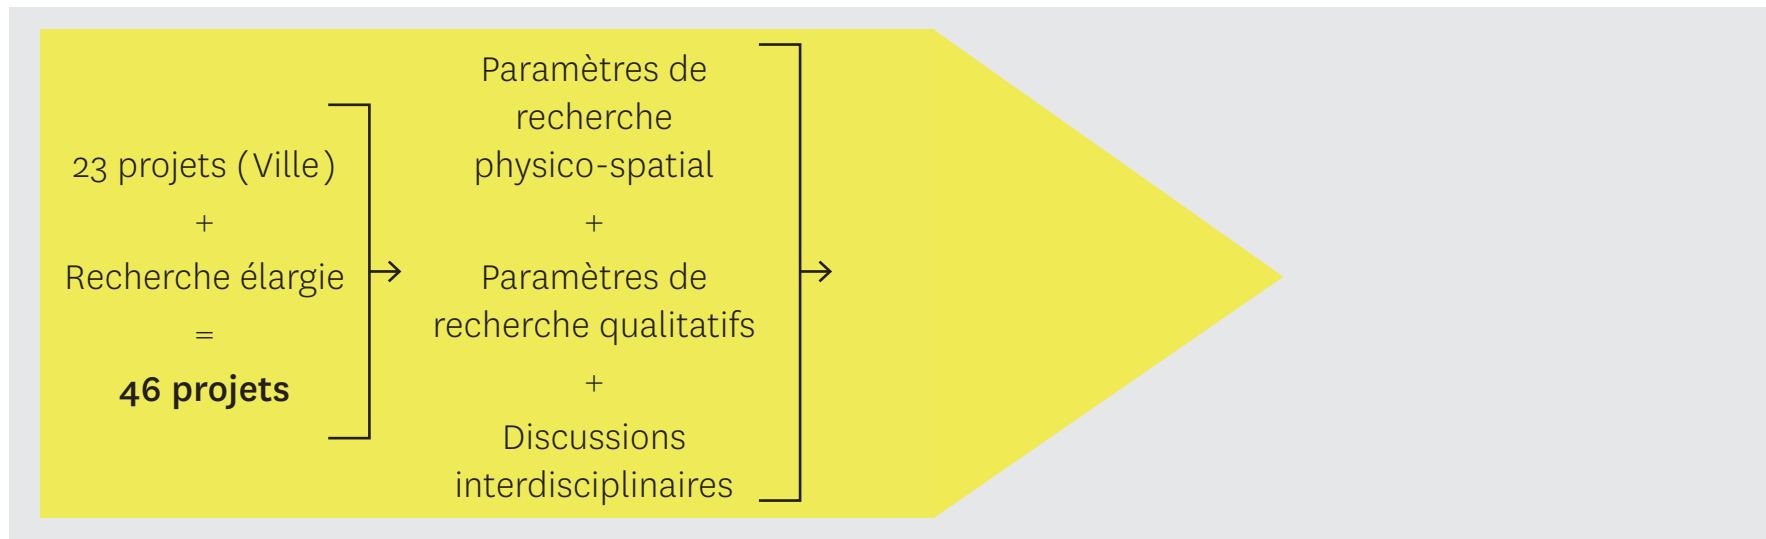 23 projets (Ville)
+
Recherche élargie
=
46 projets
Paramètres de
recherche
physico-spatial
+
Paramètres de
recherche qualitatifs
+
Discussions
interdisciplinaires